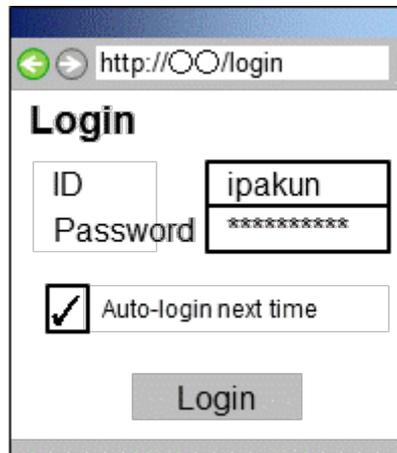 http://○○/login
Login
ID ipakun
Password **********
✓ Auto-login next time
Login